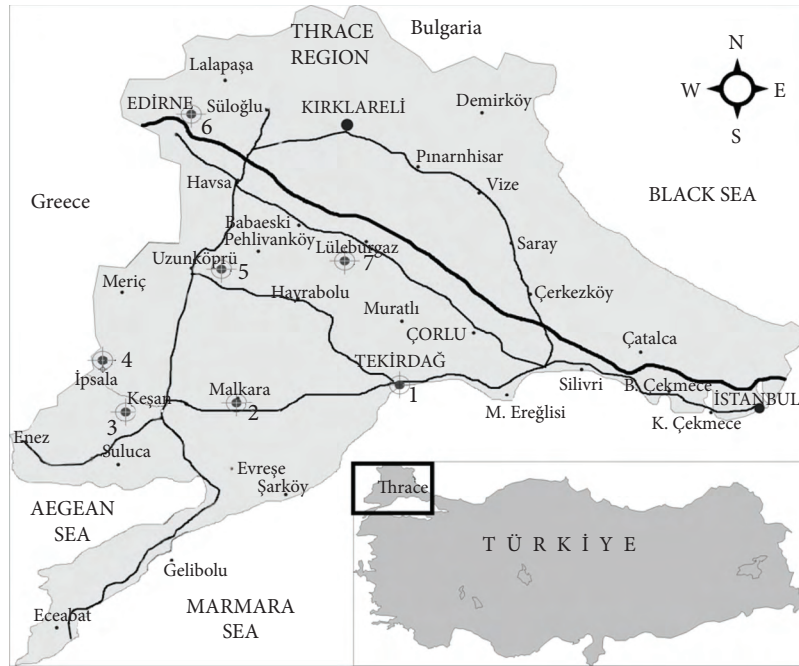 THRACE
REGION
Bulgaria
Lalapaşa
N
W
E
S
EDİRNE
Süloğlu
6
KIRKLARELİ
Demirköy
Pınarnhisar
Havsa
Vize
Greece
BLACK SEA
Babaeski
Pehlivanköy
Lüleburgaz
7
Saray
Uzunköprü
5
Meriç
Hayrabolu
Çerkezköy
Muratlı
ÇORLU
Çatalca
4
İpsala
TEKİRDAĞ
1
Silivri
B. Çekmece
İSTANBUL
Malkara
2
Keşan
3
M. Ereğlisi
K. Çekmece
Enez
Suluca
Evreşe
Şarköy
Thrace
AEGEAN
SEA
TÜRKİYE
Gelibolu
MARMARA
SEA
Eceabat